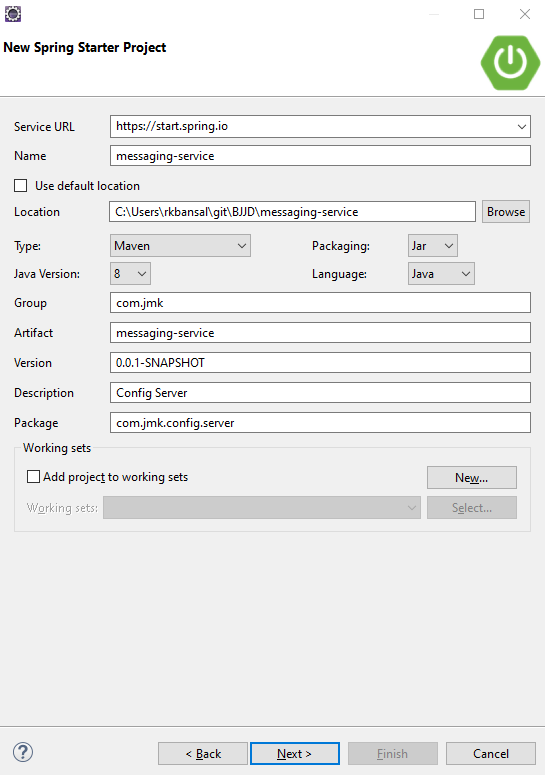 New Spring Starter Project
Service URL https://start.spring.io
Name messaging-service
Use default location
Location C:\Users\rkbansal\git\BJJD\messaging-service Browse
Type: Maven Packaging: Jar
Java Version: 8 Language: Java
Group com.jmk
Artifact messaging-service
Version 0.0.1-SNAPSHOT
Description Config Server
Package com.jmk.config.server
Working sets
Add project to working sets New...
Working sets: Select...
? < Back Next > Finish Cancel